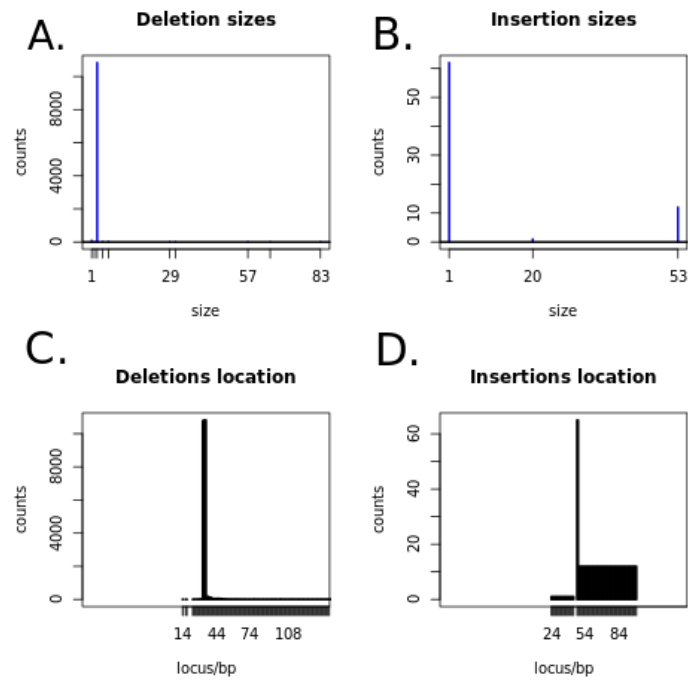 A.
Deletion sizes
counts
0 4000 8000
1 29 57 83
size
B.
Insertion sizes
counts
0 10 30 50
1 20 53
size
C.
Deletions location
counts
0 4000 8000
14 44 74 108
locus/bp
D.
Insertions location
counts
0 20 40 60
24 54 84
locus/bp